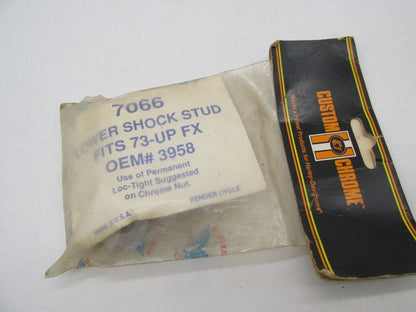 7066
LOWER SHOCK STUD
FITS 73-UP FX
OEM# 3958
Use of Permanent
Loc-Tight Suggested
on Chrome Nut.
MADE IN U.S.A.
BENDER CYCLE
CUSTOM
CHROME